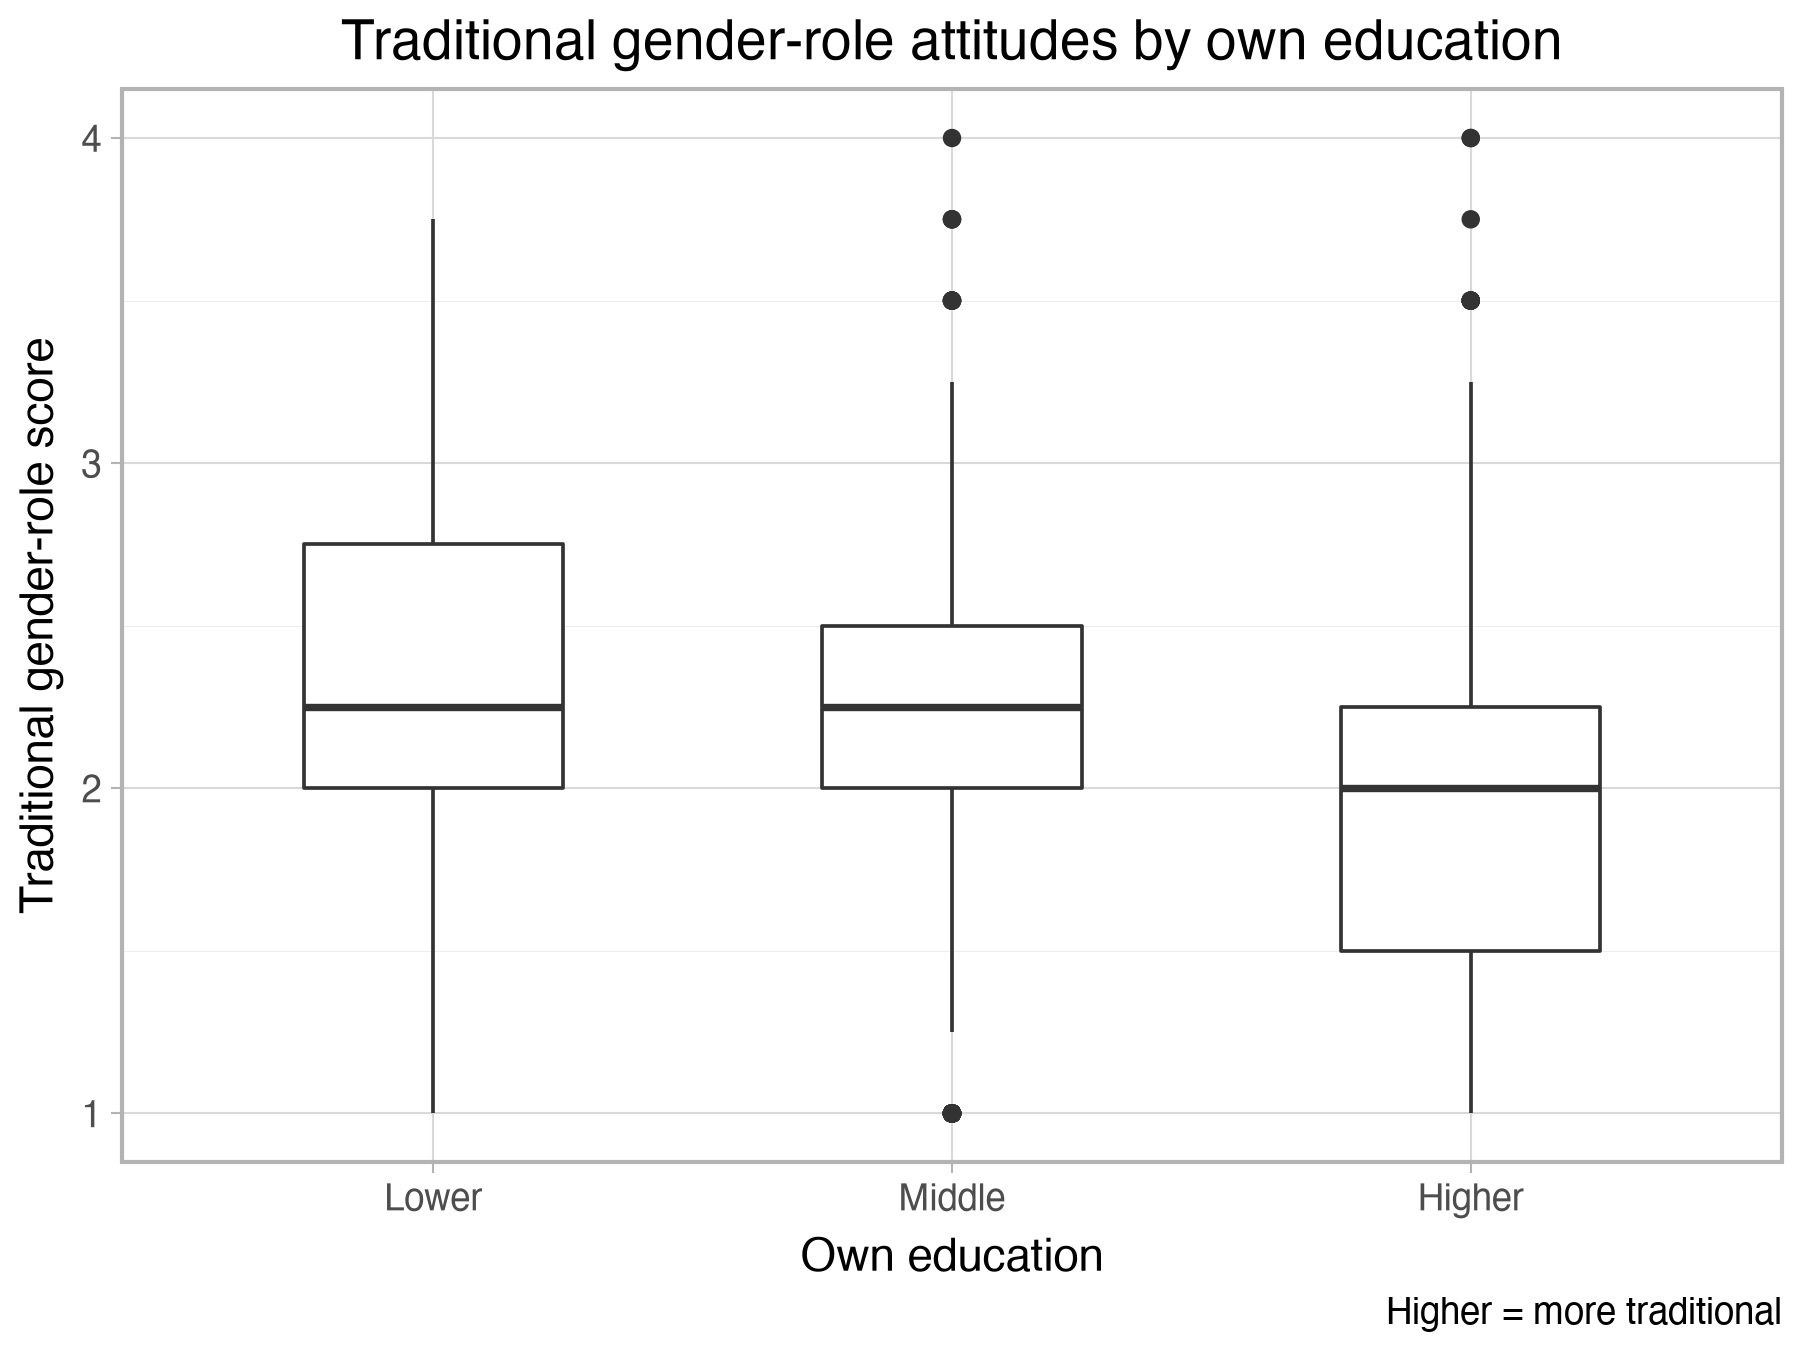 Traditional gender-role attitudes by own education
Traditional gender-role score
4
3
2
1
Lower Middle Higher
Own education
Higher = more traditional